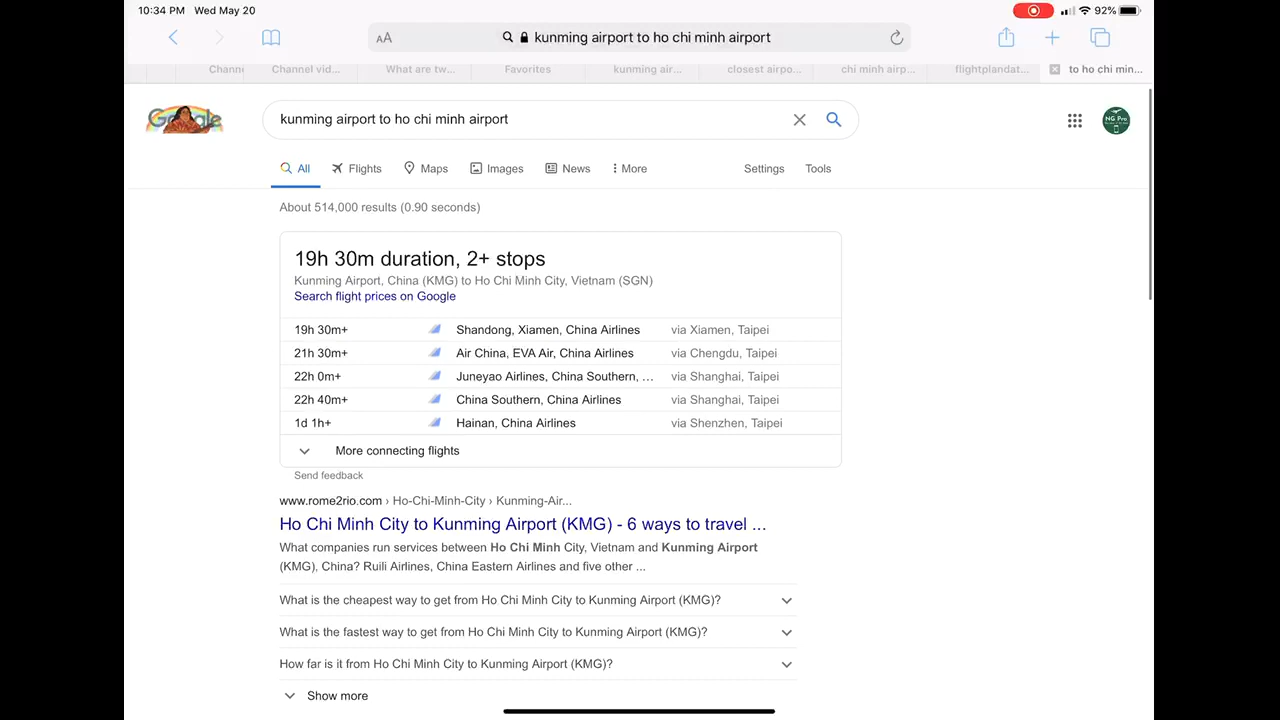 10:34 PM Wed May 20
92%
AA
kunming airport to ho chi minh airport
Channe
Channel vid...
What are tw...
Favorites
kunming air...
closest airpo...
chi minh airp...
flightplandat...
to ho chi min...
Google
kunming airport to ho chi minh airport
NG Pro
All
Flights
Maps
Images
News
More
Settings
Tools
About 514,000 results (0.90 seconds)
19h 30m duration, 2+ stops
Kunming Airport, China (KMG) to Ho Chi Minh City, Vietnam (SGN)
Search flight prices on Google
19h 30m+ Shandong, Xiamen, China Airlines via Xiamen, Taipei
21h 30m+ Air China, EVA Air, China Airlines via Chengdu, Taipei
22h 0m+ Juneyao Airlines, China Southern, ... via Shanghai, Taipei
22h 40m+ China Southern, China Airlines via Shanghai, Taipei
1d 1h+ Hainan, China Airlines via Shenzhen, Taipei
More connecting flights
Send feedback
www.rome2rio.com › Ho-Chi-Minh-City › Kunming-Air...
Ho Chi Minh City to Kunming Airport (KMG) - 6 ways to travel ...
What companies run services between Ho Chi Minh City, Vietnam and Kunming Airport
(KMG), China? Ruili Airlines, China Eastern Airlines and five other ...
What is the cheapest way to get from Ho Chi Minh City to Kunming Airport (KMG)?
What is the fastest way to get from Ho Chi Minh City to Kunming Airport (KMG)?
How far is it from Ho Chi Minh City to Kunming Airport (KMG)?
Show more